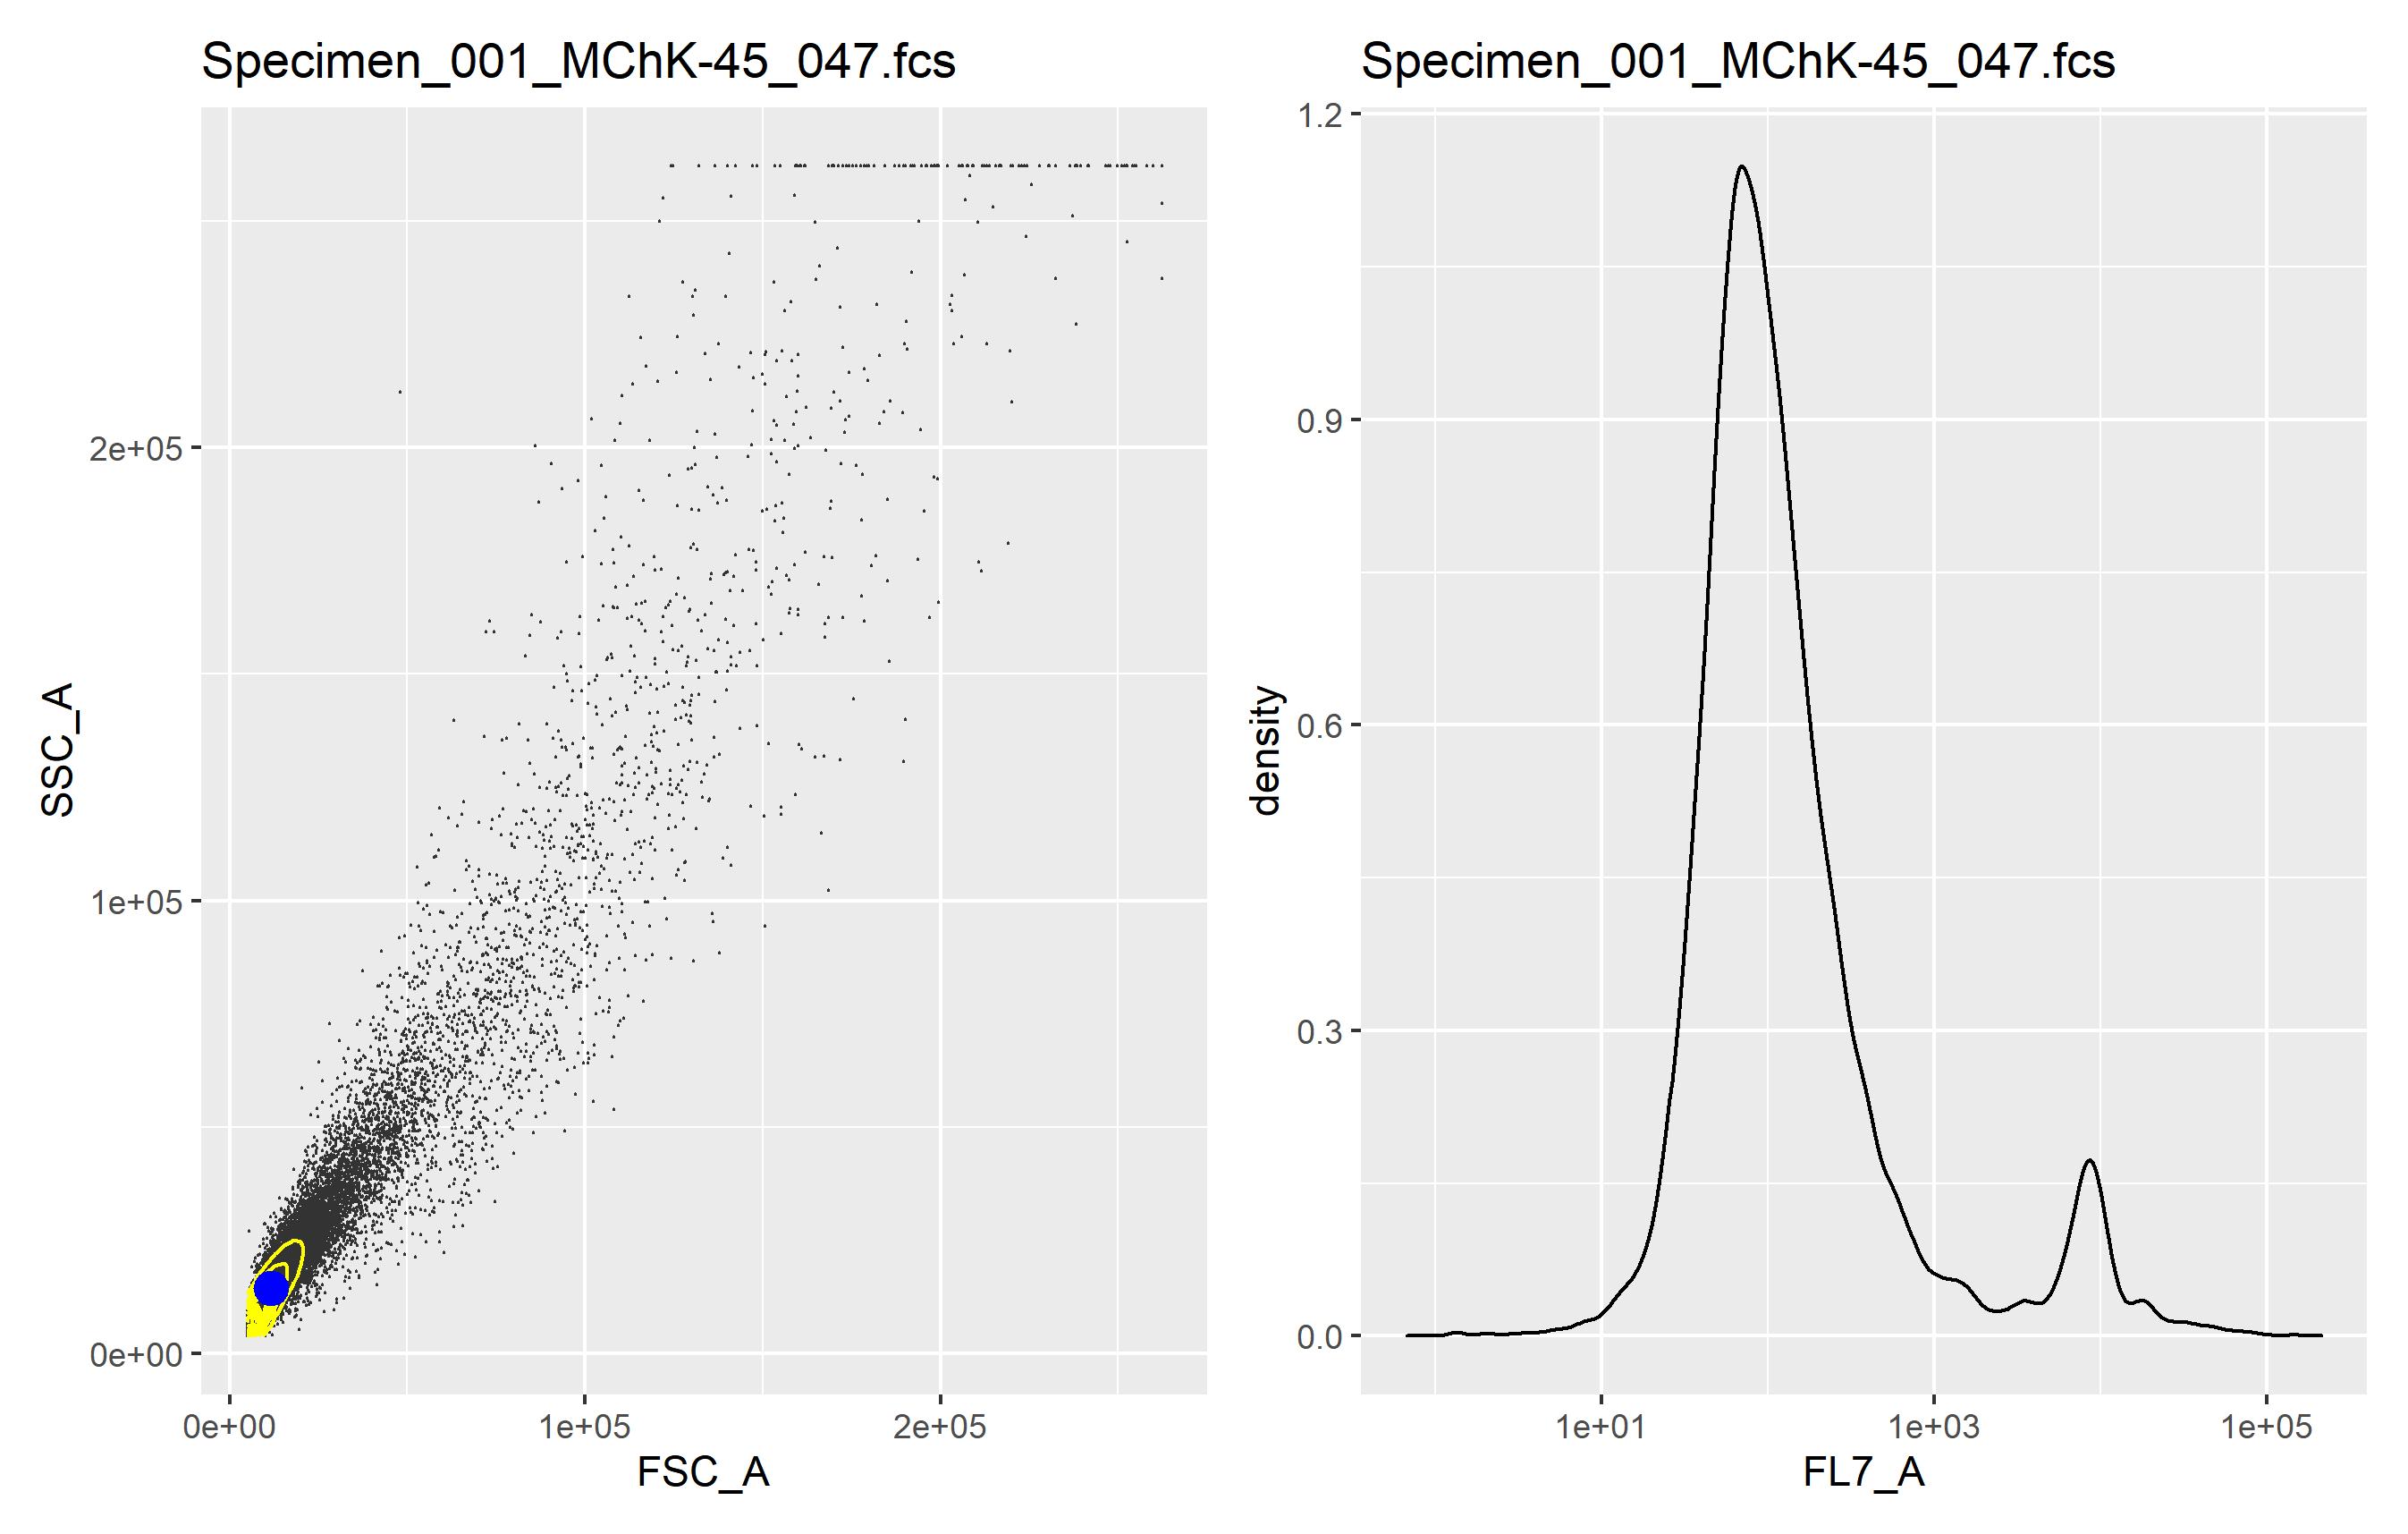 Specimen_001_MChK-45_047.fcs
2e+05
1e+05
0e+00
SSC_A
0e+00 1e+05 2e+05
FSC_A
Specimen_001_MChK-45_047.fcs
1.2
0.9
0.6
0.3
0.0
density
1e+01 1e+03 1e+05
FL7_A